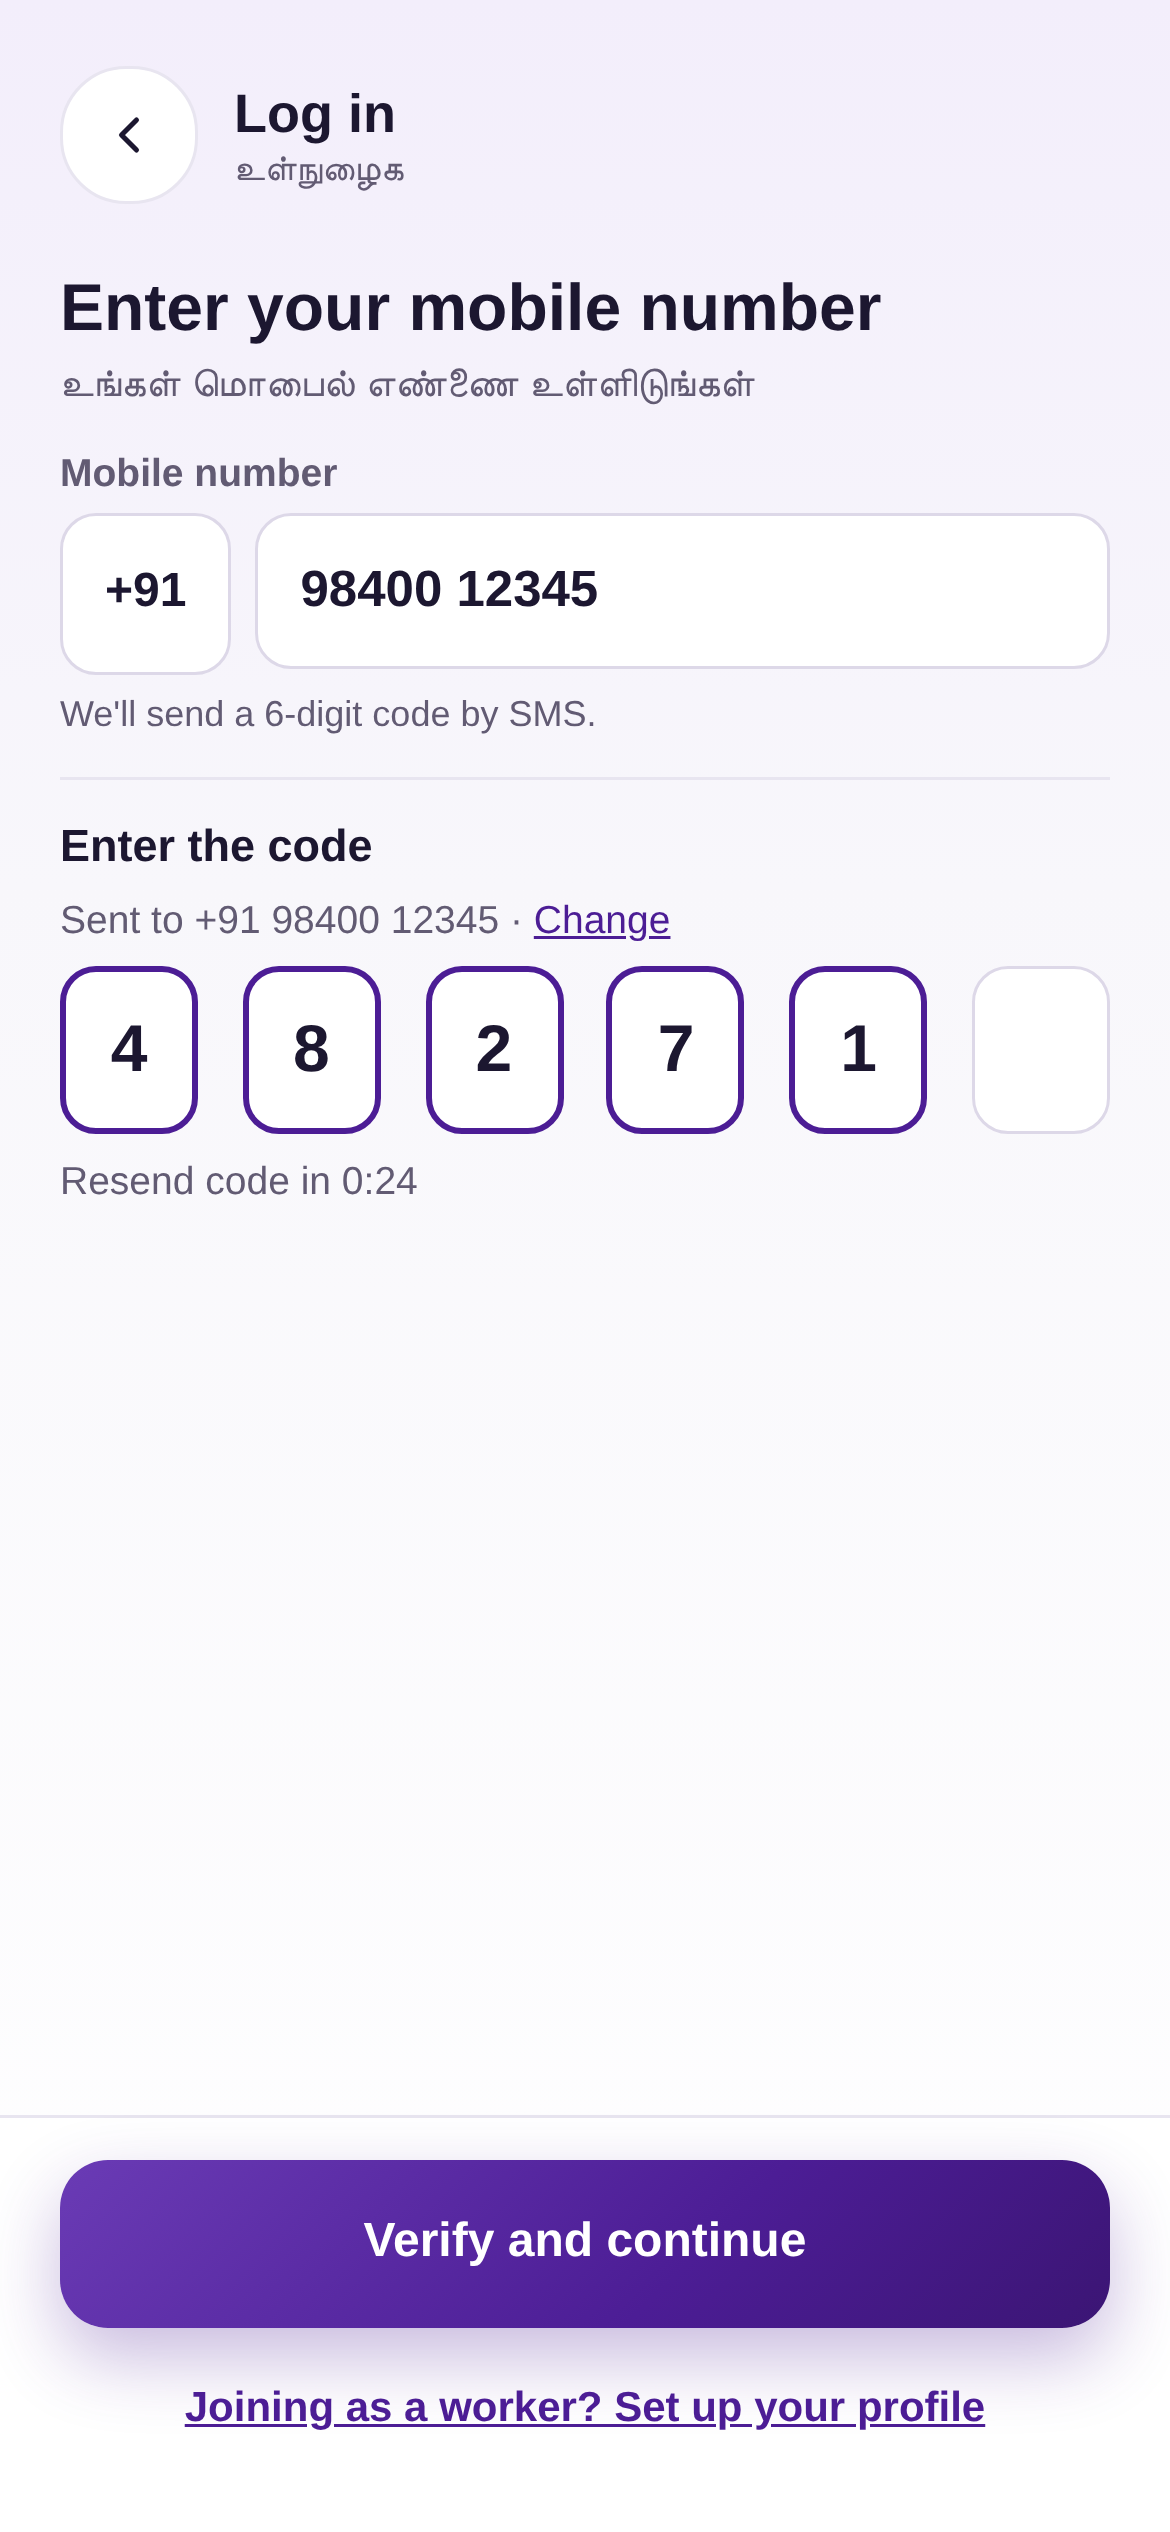 Log in
உள்நுழைக
Enter your mobile number
உங்கள் மொபைல் எண்ணை உள்ளிடுங்கள்
Mobile number
+91 98400 12345
We'll send a 6-digit code by SMS.
Enter the code
Sent to +91 98400 12345 · Change
4 8 2 7 1
Resend code in 0:24
Verify and continue
Joining as a worker? Set up your profile